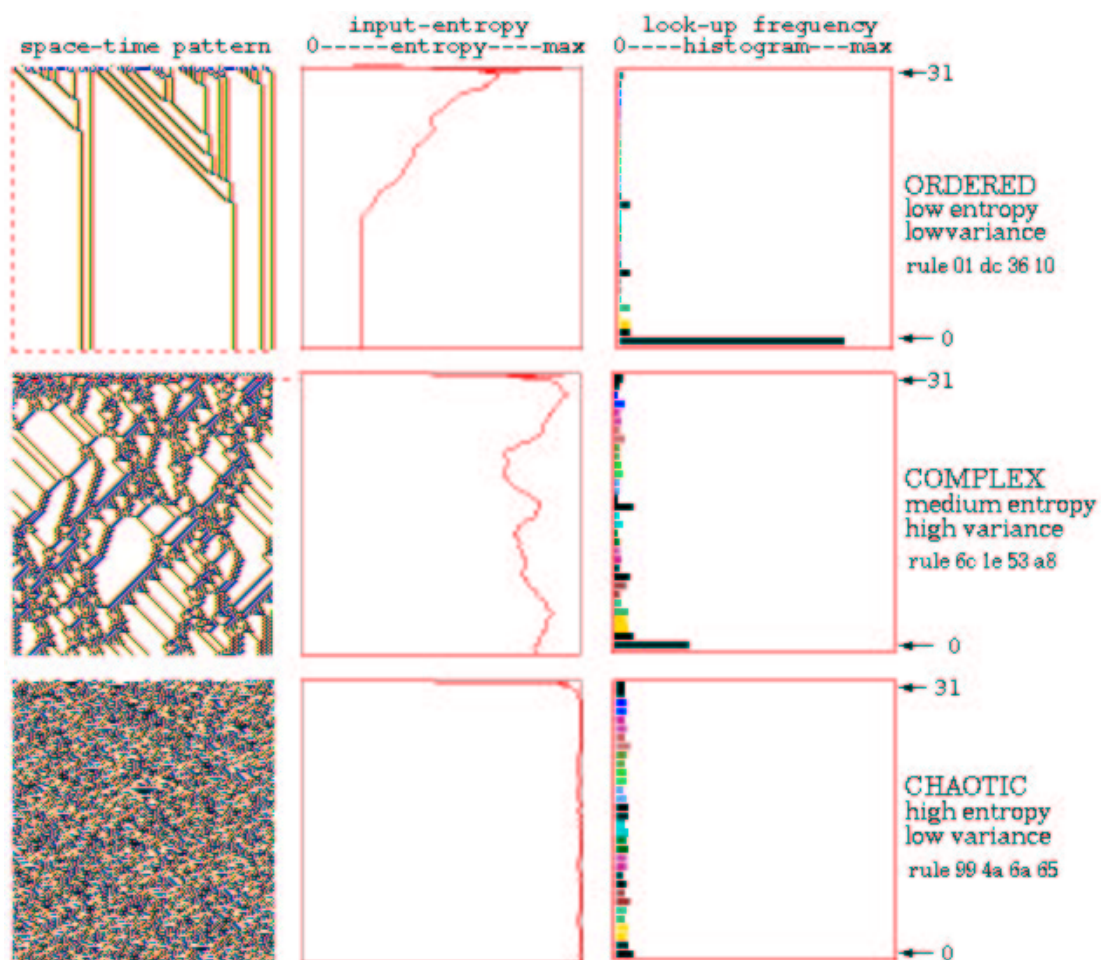 space-time pattern
input-entropy
0-----entropy----max
look-up freguency
0----histogram---max
31
ORDERED
low entropy
lowvariance
rule 01 dc 36 10
0
31
COMPLEX
medium entropy
high variance
rule 6c 1e 53 a8
0
31
CHAOTIC
high entropy
low variance
rule 99 4a 6a 65
0